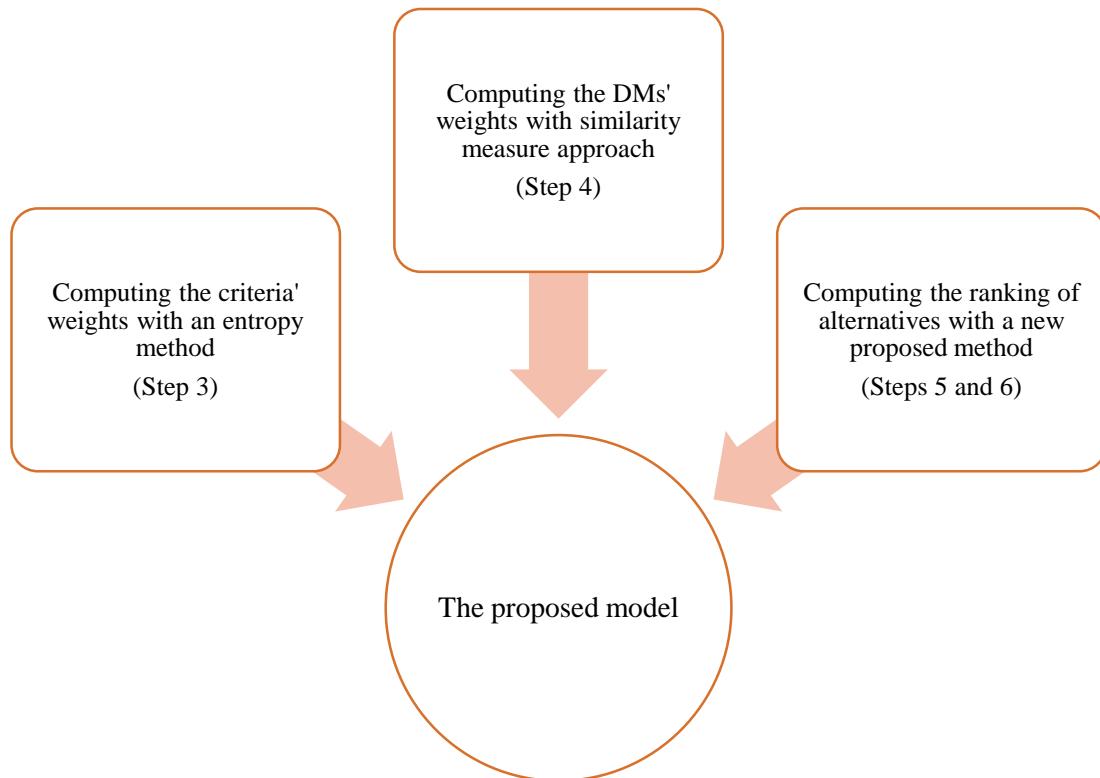 Computing the DMs'
weights with similarity
measure approach
(Step 4)
Computing the criteria'
weights with an entropy
method
(Step 3)
Computing the ranking of
alternatives with a new
proposed method
(Steps 5 and 6)
The proposed model